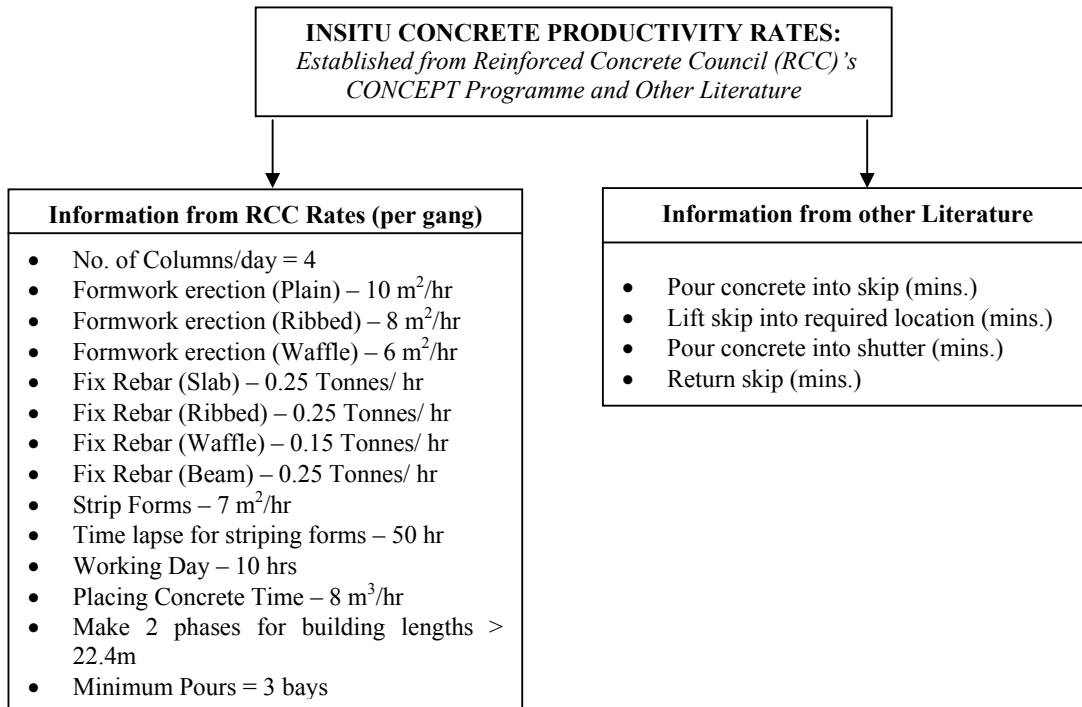 INSITU CONCRETE PRODUCTIVITY RATES:
Established from Reinforced Concrete Council (RCC)'s
CONCEPT Programme and Other Literature
Information from RCC Rates (per gang)
• No. of Columns/day = 4
• Formwork erection (Plain) – 10 m²/hr
• Formwork erection (Ribbed) – 8 m²/hr
• Formwork erection (Waffle) – 6 m²/hr
• Fix Rebar (Slab) – 0.25 Tonnes/ hr
• Fix Rebar (Ribbed) – 0.25 Tonnes/ hr
• Fix Rebar (Waffle) – 0.15 Tonnes/ hr
• Fix Rebar (Beam) – 0.25 Tonnes/ hr
• Strip Forms – 7 m²/hr
• Time lapse for striping forms – 50 hr
• Working Day – 10 hrs
• Placing Concrete Time – 8 m³/hr
• Make 2 phases for building lengths >
22.4m
• Minimum Pours = 3 bays
Information from other Literature
• Pour concrete into skip (mins.)
• Lift skip into required location (mins.)
• Pour concrete into shutter (mins.)
• Return skip (mins.)